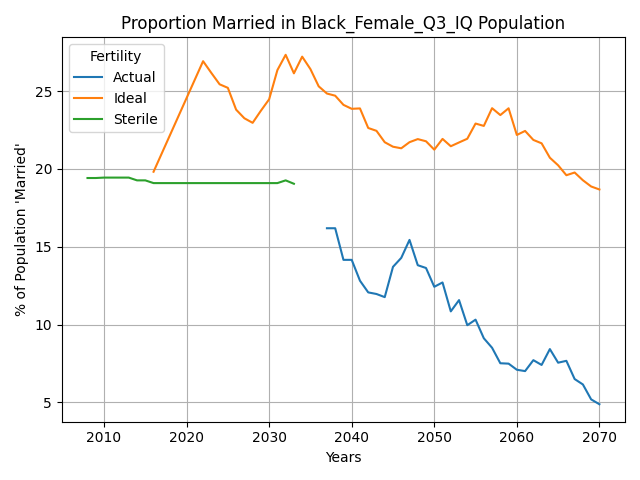 Proportion Married in Black_Female_Q3_IQ Population
% of Population 'Married'
Fertility
Actual
Ideal
Sterile
25
20
15
10
5
2010 2020 2030 2040 2050 2060 2070
Years